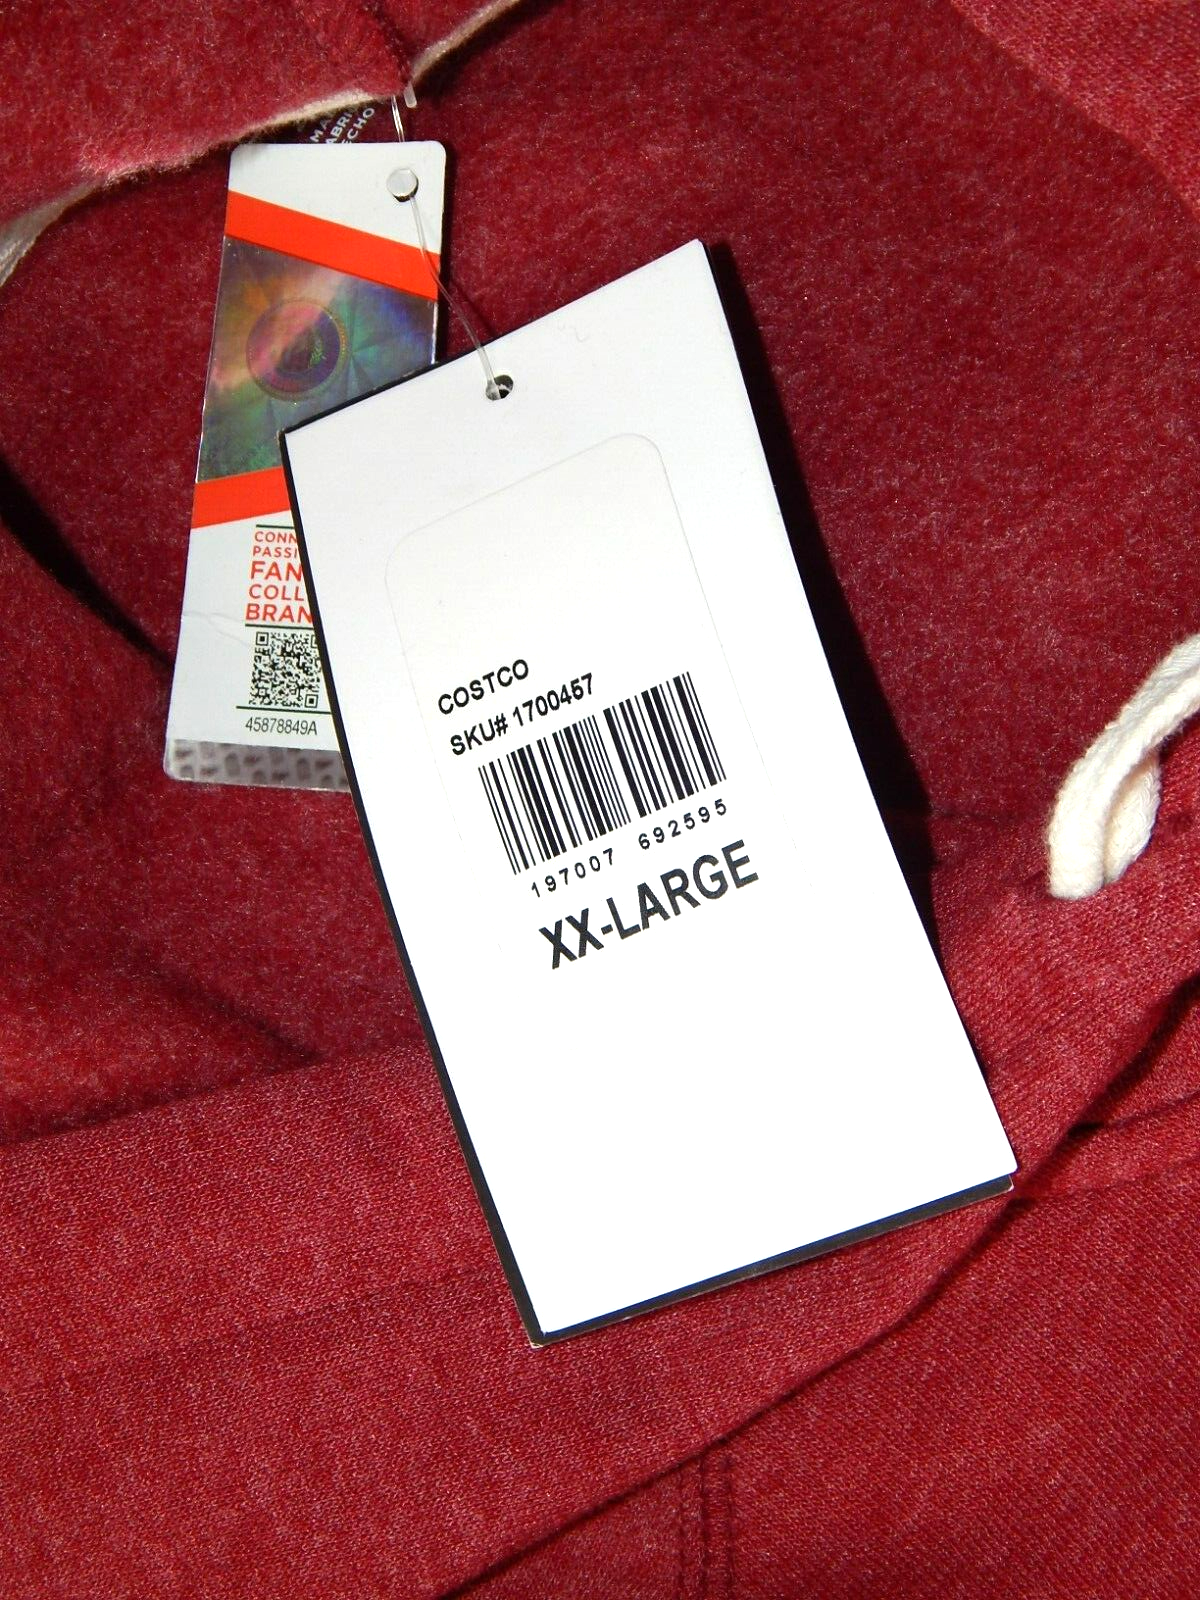 CONN
PASSI
FAN
COLL
BRAN
45878849A
COSTCO
SKU# 1700457
197007 692595
XX-LARGE